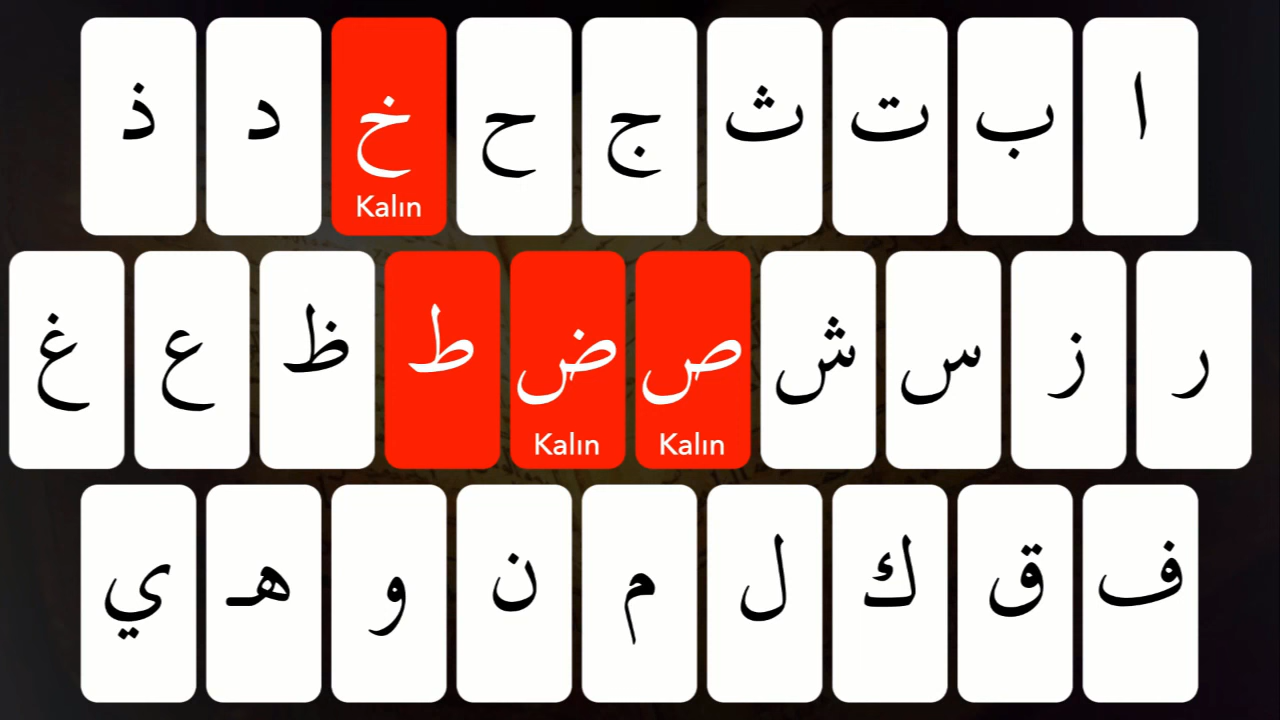 ا ب ت ث ج ح خ د ذ
Kalın
ر ز س ش ص ض ط ظ ع غ
Kalın Kalın
ف ق ك ل م ن و هـ ي